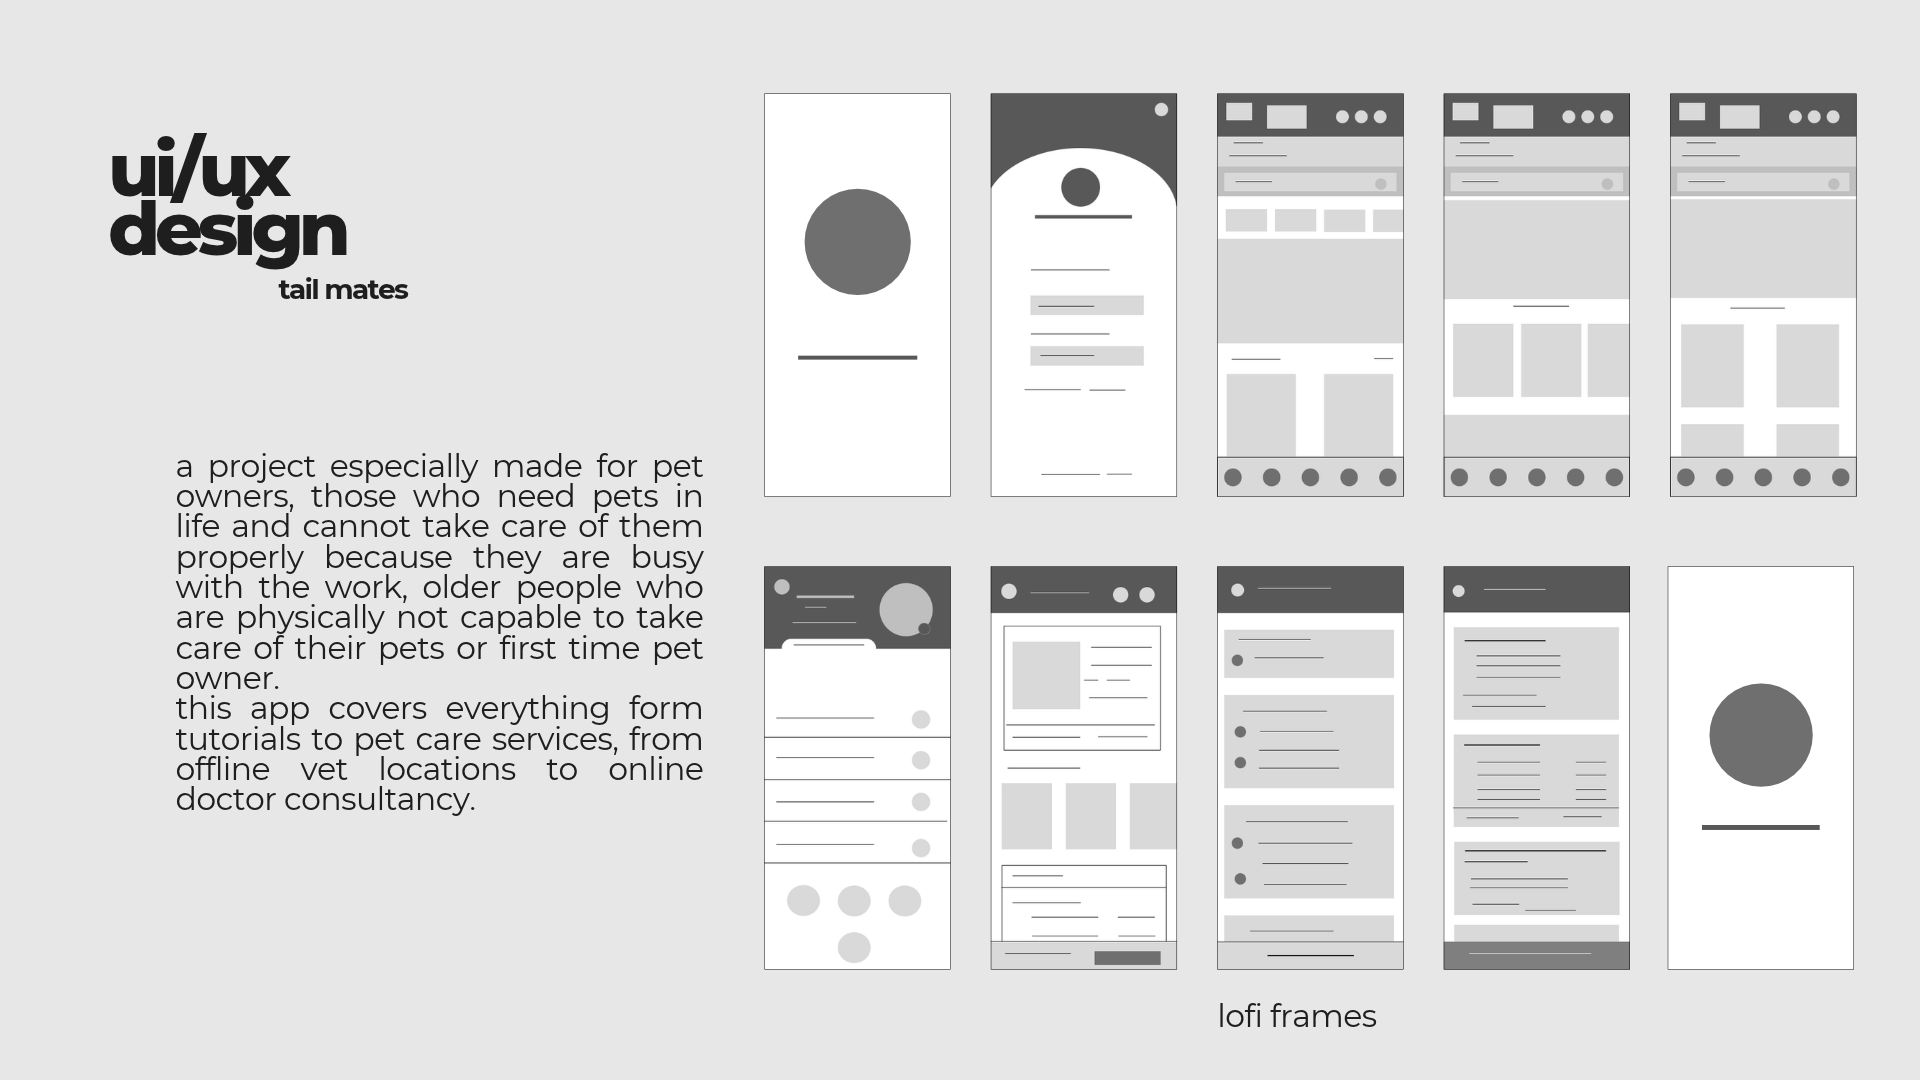 ui/ux
design
tail mates
a project especially made for pet
owners, those who need pets in
life and cannot take care of them
properly because they are busy
with the work, older people who
are physically not capable to take
care of their pets or first time pet
owner.
this app covers everything form
tutorials to pet care services, from
offline vet locations to online
doctor consultancy.
lofi frames